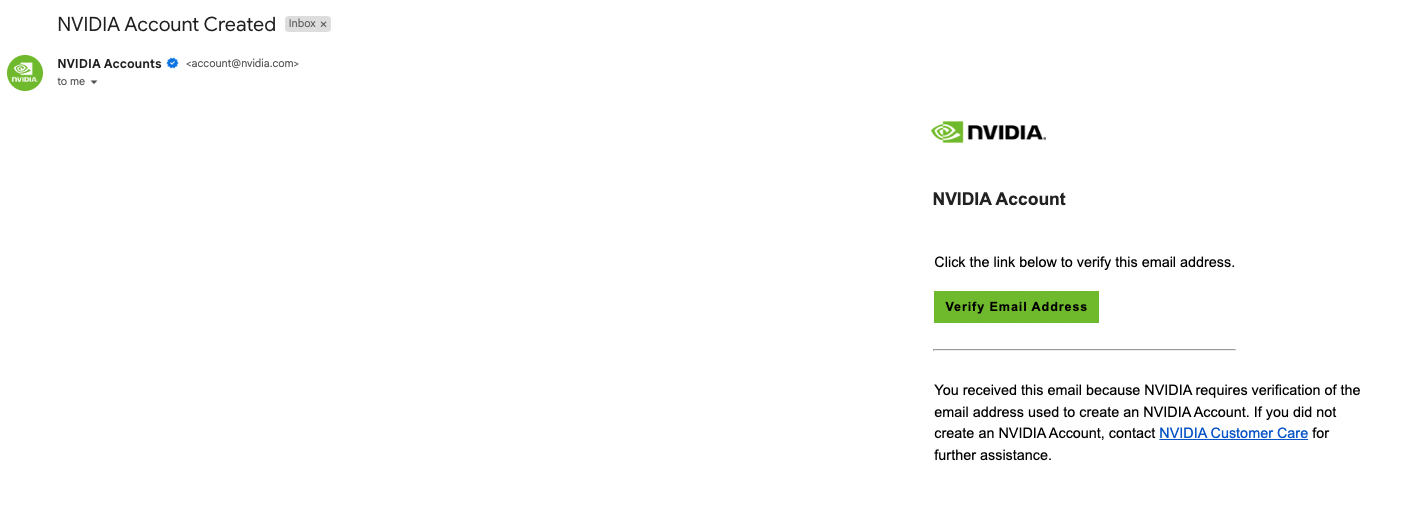 NVIDIA Account Created Inbox ×
NVIDIA
NVIDIA Accounts <account@nvidia.com>
to me
NVIDIA.
NVIDIA Account
Click the link below to verify this email address.
Verify Email Address
You received this email because NVIDIA requires verification of the
email address used to create an NVIDIA Account. If you did not
create an NVIDIA Account, contact NVIDIA Customer Care for
further assistance.